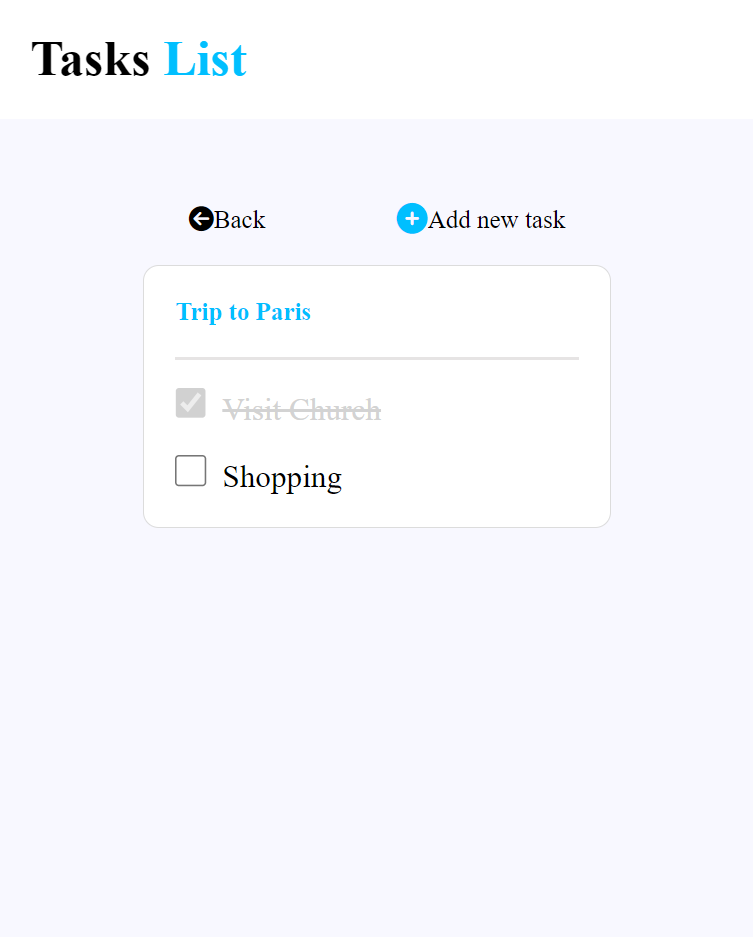 Tasks List
Back
Add new task
Trip to Paris
Visit Church
Shopping